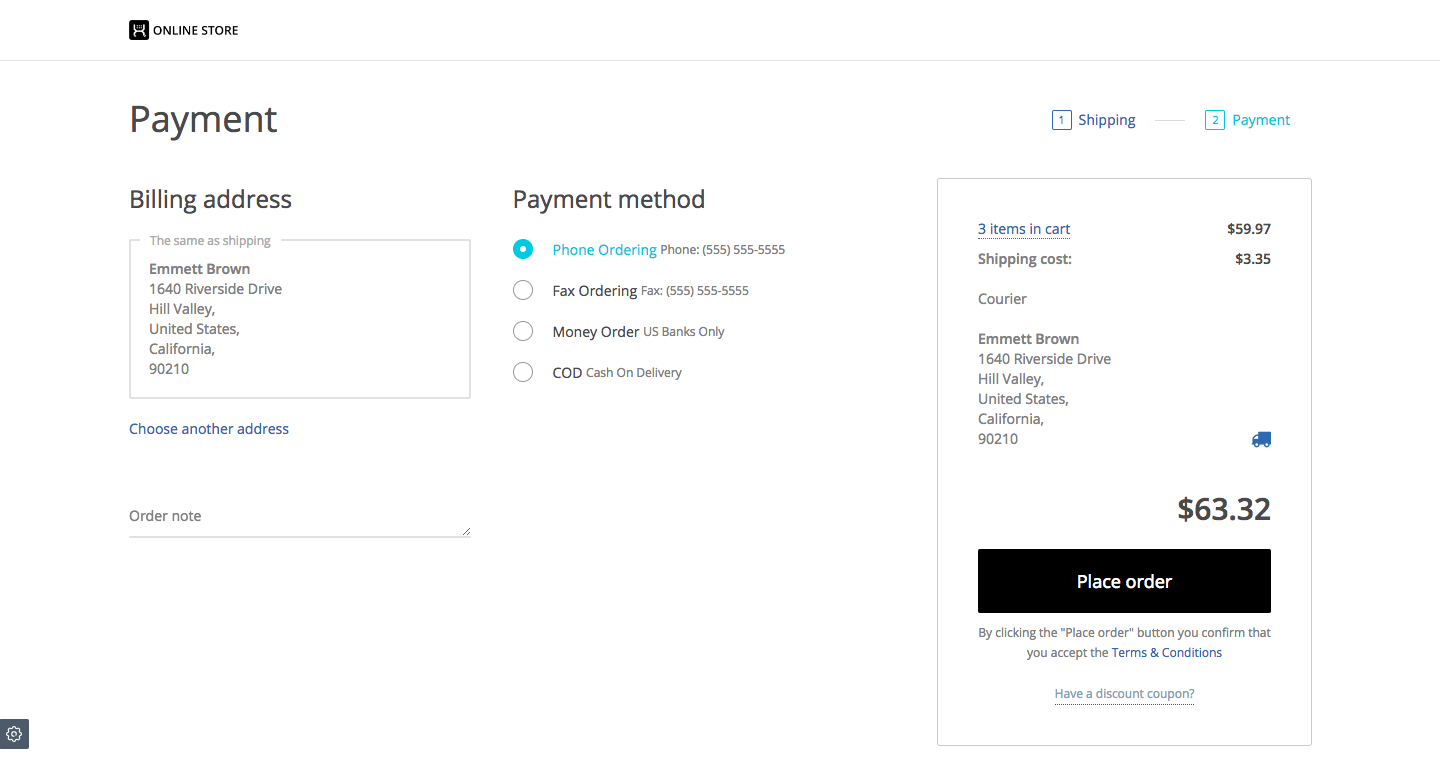 ONLINE STORE
Payment
1 Shipping
2 Payment
Billing address
The same as shipping
Emmett Brown
1640 Riverside Drive
Hill Valley,
United States,
California,
90210
Choose another address
Order note
Payment method
Phone Ordering Phone: (555) 555-5555
Fax Ordering Fax: (555) 555-5555
Money Order US Banks Only
COD Cash On Delivery
3 items in cart $59.97
Shipping cost: $3.35
Courier
Emmett Brown
1640 Riverside Drive
Hill Valley,
United States,
California,
90210
$63.32
Place order
By clicking the "Place order" button you confirm that
you accept the Terms & Conditions
Have a discount coupon?